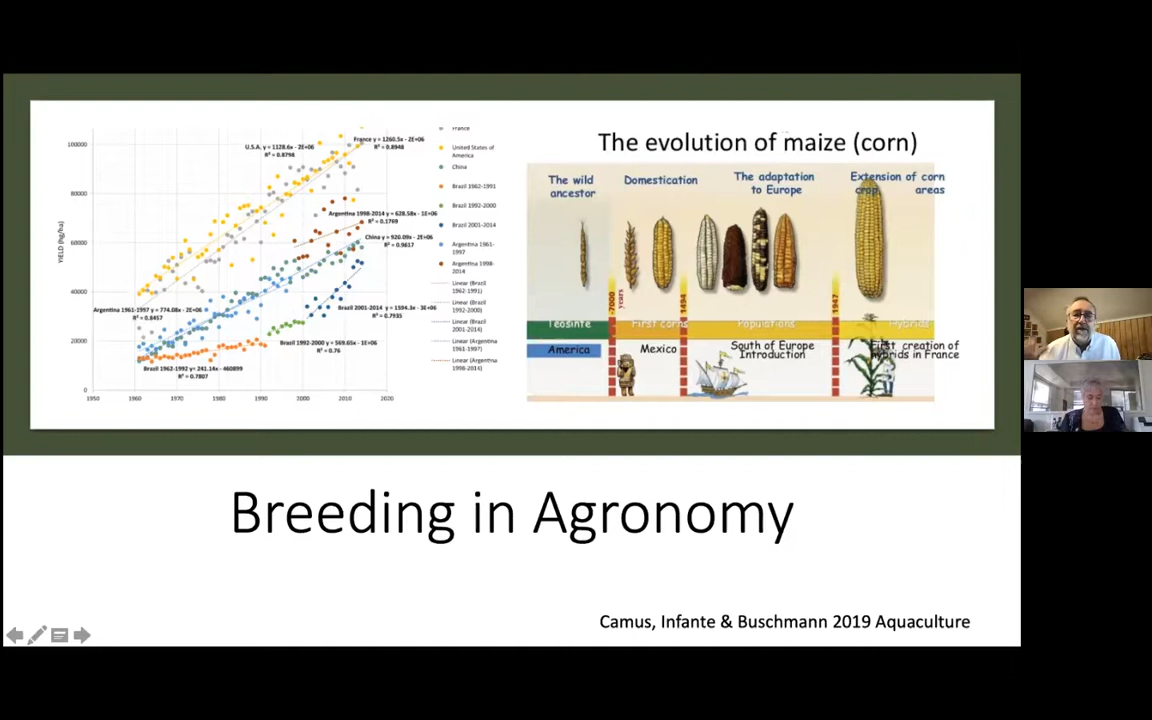 100000
80000
60000
40000
20000
0
1950
1960
1970
1980
1990
2000
2010
2020
YIELD (Hg/ha)
U.S.A. y = 1128.6x - 2E+06
R² = 0.8798
France y = 1260.5x - 2E+06
R² = 0.8948
Argentina 1998-2014 y = 628.58x - 1E+06
R² = 0.1769
China y = 920.09x - 2E+06
R² = 0.9617
Argentina 1961-1997 y = 774.08x - 2E+06
R² = 0.8457
Brazil 2001-2014 y = 1594.3x - 3E+06
R² = 0.7935
Brazil 1992-2000 y = 569.65x - 1E+06
R² = 0.76
Brazil 1962-1992 y= 241.14x - 460899
R² = 0.7807
France
United States of
America
China
Brazil 1962-1991
Brazil 1992-2000
Brazil 2001-2014
Argentina 1961-
1997
Argentina 1998-
2014
Linear (Brazil
1962-1991)
Linear (Brazil
1992-2000)
Linear (Brazil
2001-2014)
Linear (Argentina
1961-1997)
Linear (Argentina
1998-2014)
The evolution of maize (corn)
The wild
ancestor
Domestication
The adaptation
to Europe
Extension of corn
crop areas
-7000
years
1494
1947
Teosinte
First corns
Populations
Hybrids
America
Mexico
South of Europe
Introduction
First creation of
hybrids in France
Breeding in Agronomy
Camus, Infante & Buschmann 2019 Aquaculture